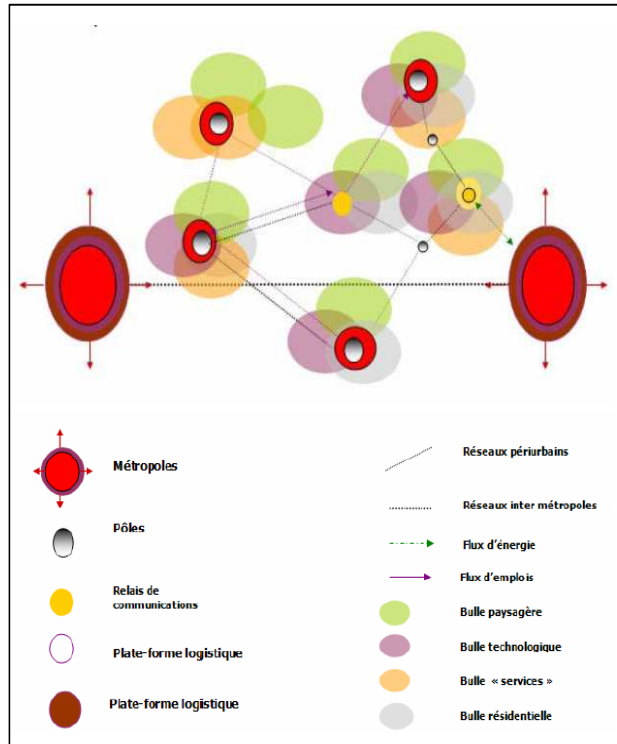 Métropoles
Pôles
Relais de
communications
Plate-forme logistique
Plate-forme logistique
Réseaux périurbains
Réseaux inter métropoles
Flux d'énergie
Flux d'emplois
Bulle paysagère
Bulle technologique
Bulle « services »
Bulle résidentielle